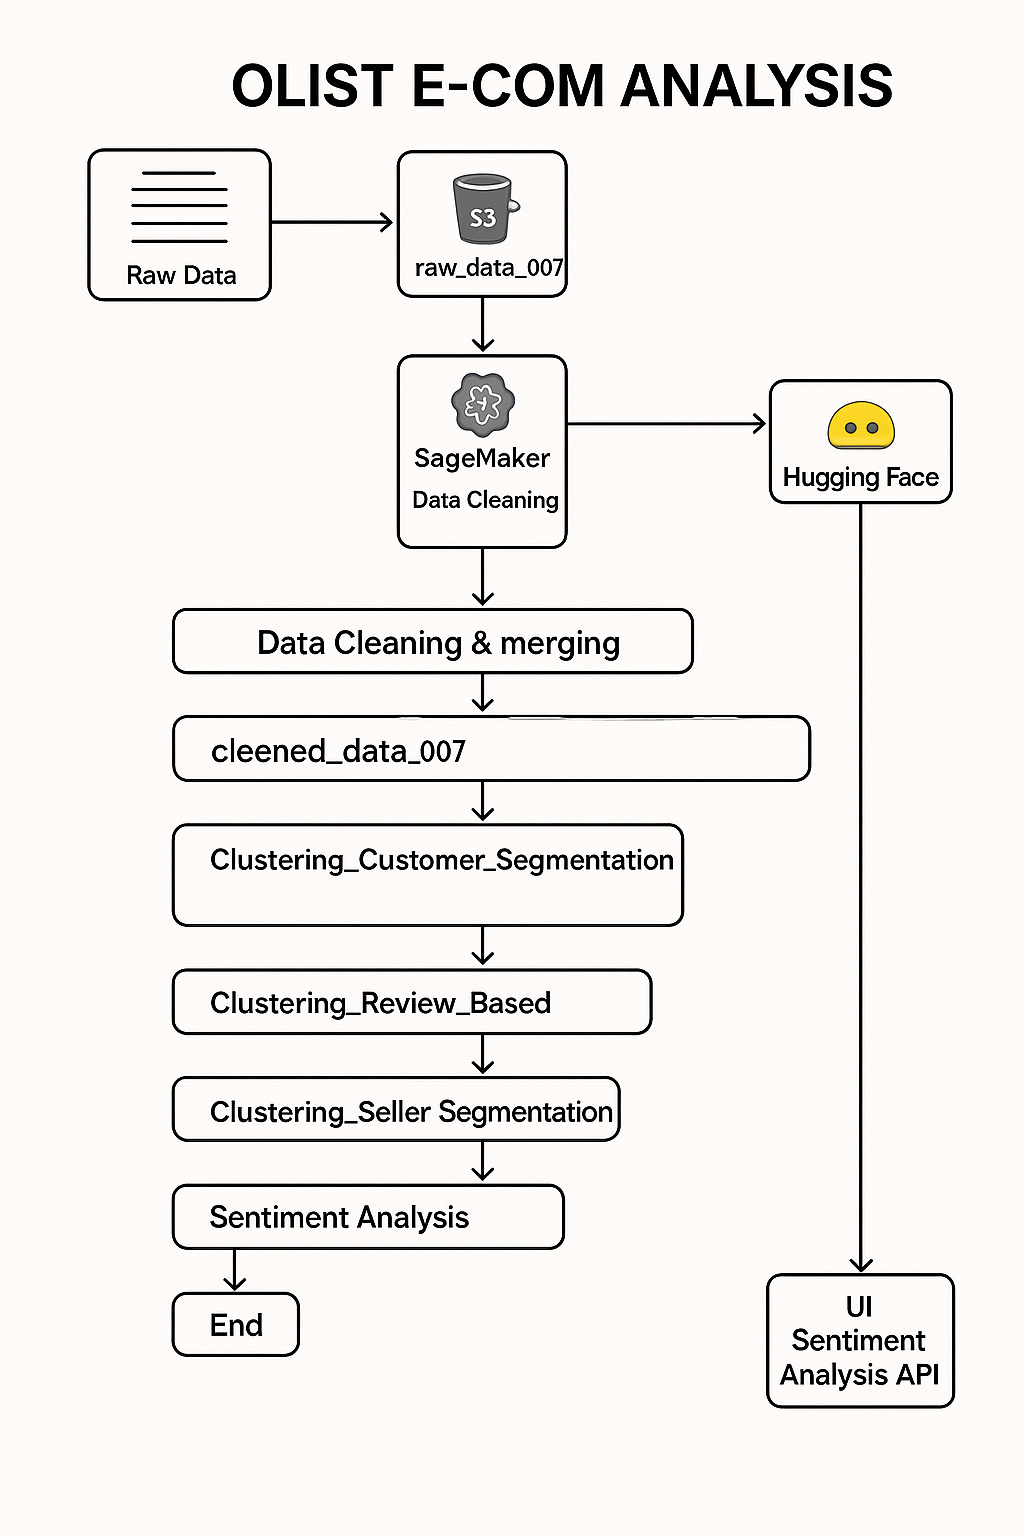 OLIST E-COM ANALYSIS
Raw Data
S3
raw_data_007
SageMaker
Data Cleaning
Hugging Face
Data Cleaning & merging
cleened_data_007
Clustering_Customer_Segmentation
Clustering_Review_Based
Clustering_Seller Segmentation
Sentiment Analysis
End
UI
Sentiment
Analysis API